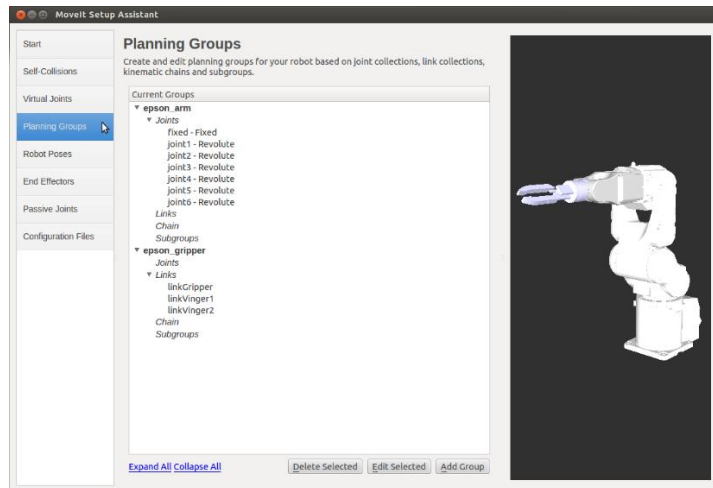 MoveIt Setup Assistant
Start
Self-Collisions
Virtual Joints
Planning Groups
Robot Poses
End Effectors
Passive Joints
Configuration Files
Planning Groups
Create and edit planning groups for your robot based on joint collections, link collections,
kinematic chains and subgroups.
Current Groups
epson_arm
Joints
fixed - Fixed
joint1 - Revolute
joint2 - Revolute
joint3 - Revolute
joint4 - Revolute
joint5 - Revolute
joint6 - Revolute
Links
Chain
Subgroups
epson_gripper
Joints
Links
linkGripper
linkVinger1
linkVinger2
Chain
Subgroups
Expand All Collapse All
Delete Selected
Edit Selected
Add Group